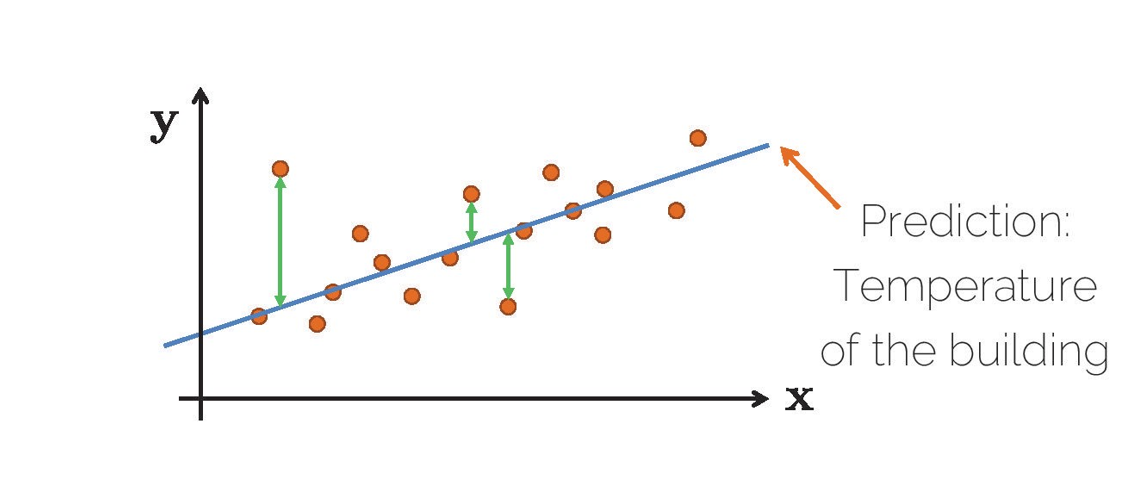 y
Prediction:
Temperature
of the building
x